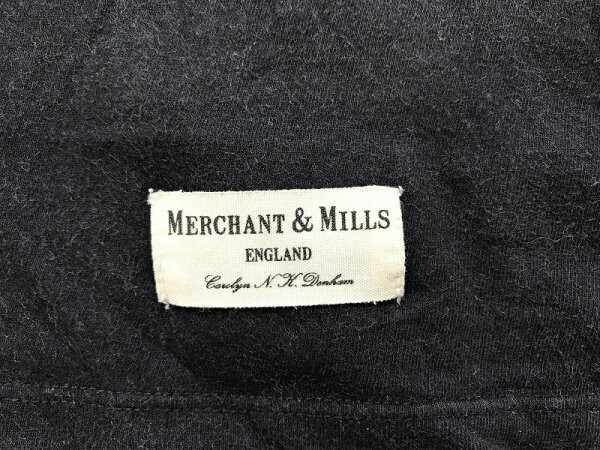 MERCHANT & MILLS
ENGLAND
Carolyn N. K. Denham